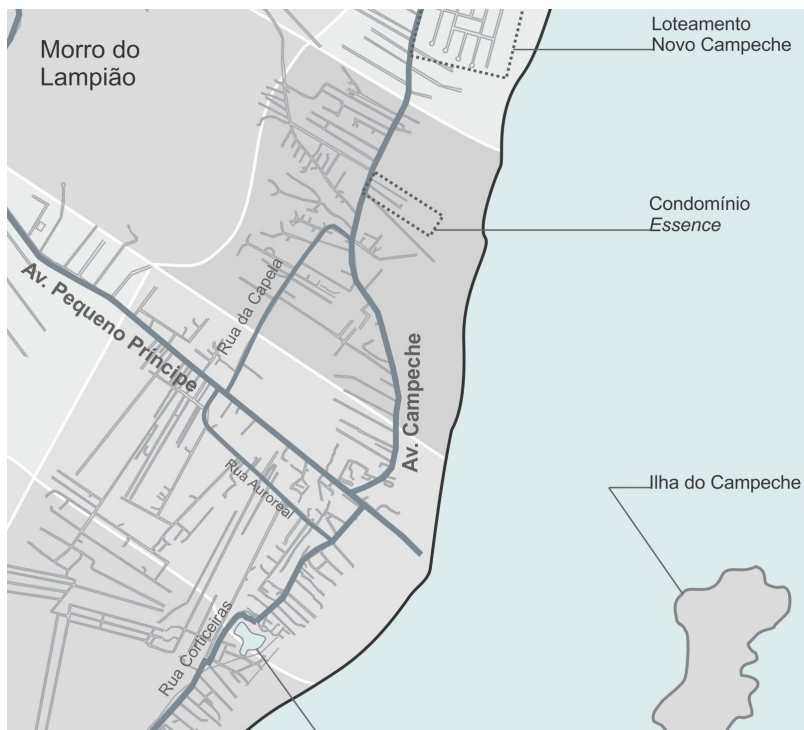 Loteamento
Novo Campeche
Morro do
Lampião
Condomínio
Essence
Rua da Capela
Av. Pequeno Príncipe
Av. Campeche
Rua Auroreal
Ilha do Campeche
Rua Corticeiras